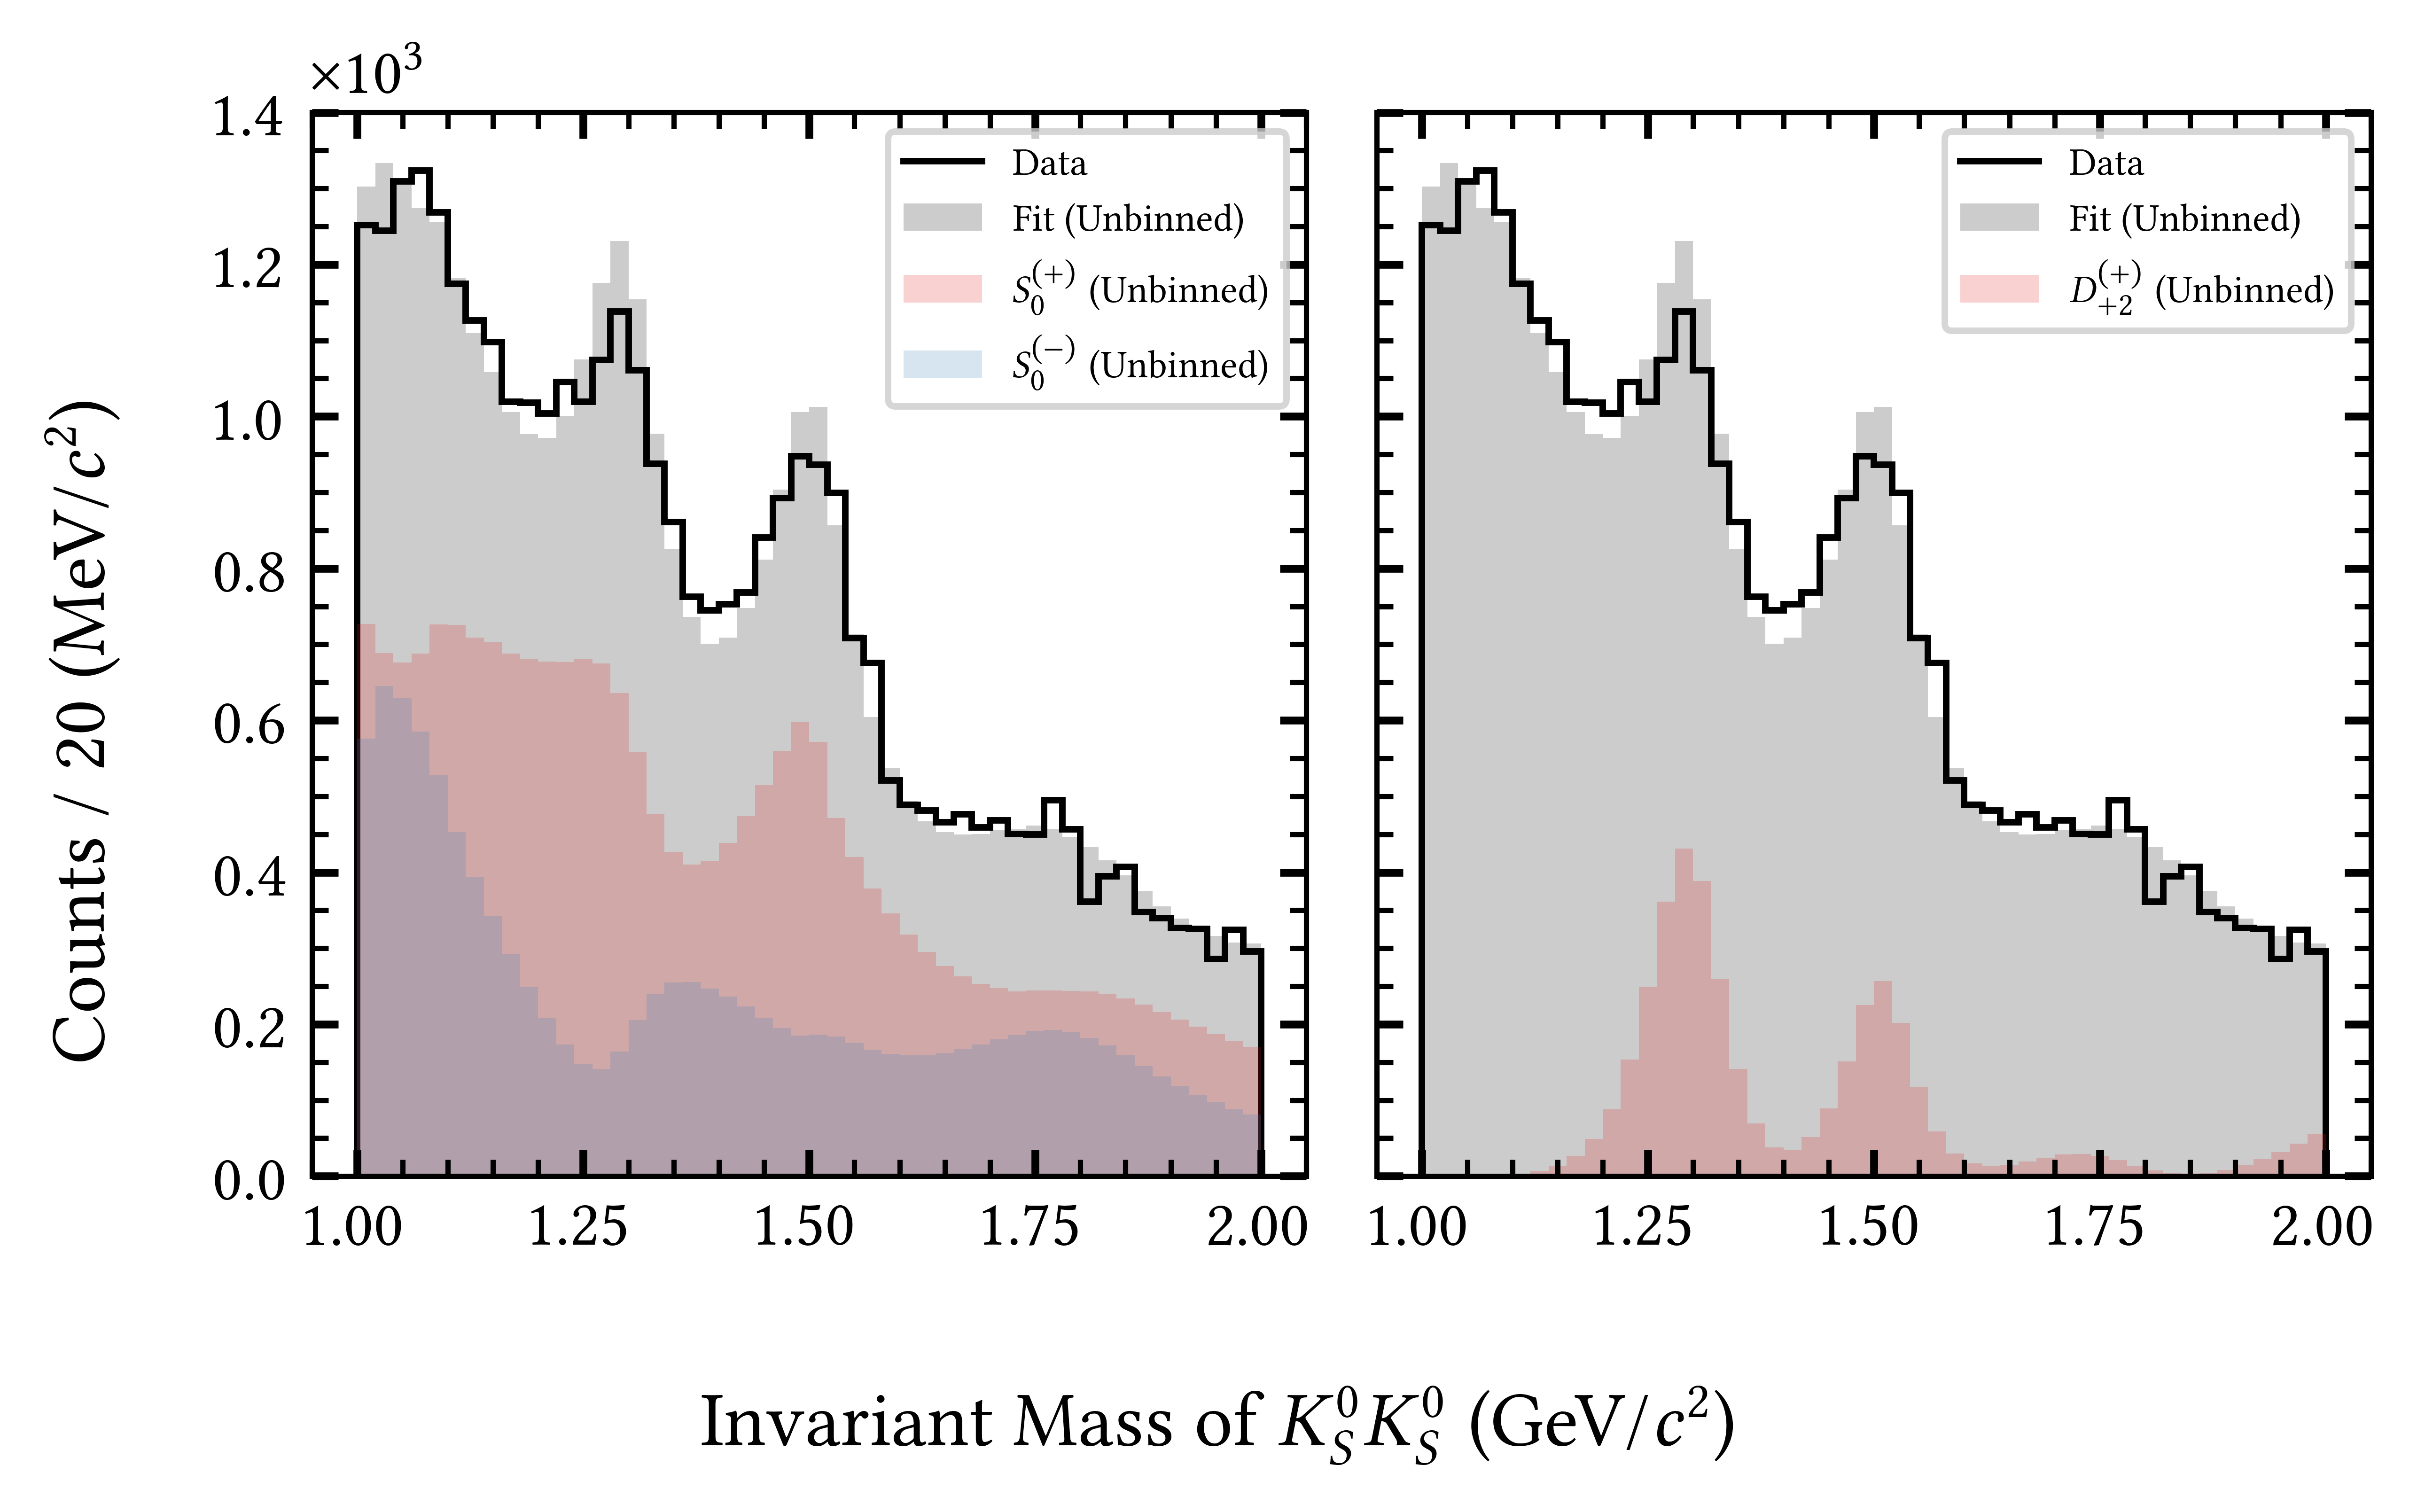 ×10³
1.4
1.2
1.0
0.8
0.6
0.4
0.2
0.0
Counts / 20 (MeV/c²)
Data
Fit (Unbinned)
S₀⁽⁺⁾ (Unbinned)
S₀⁽⁻⁾ (Unbinned)
1.00 1.25 1.50 1.75 2.00
Data
Fit (Unbinned)
D₊₂⁽⁺⁾ (Unbinned)
1.00 1.25 1.50 1.75 2.00
Invariant Mass of K_S⁰K_S⁰ (GeV/c²)